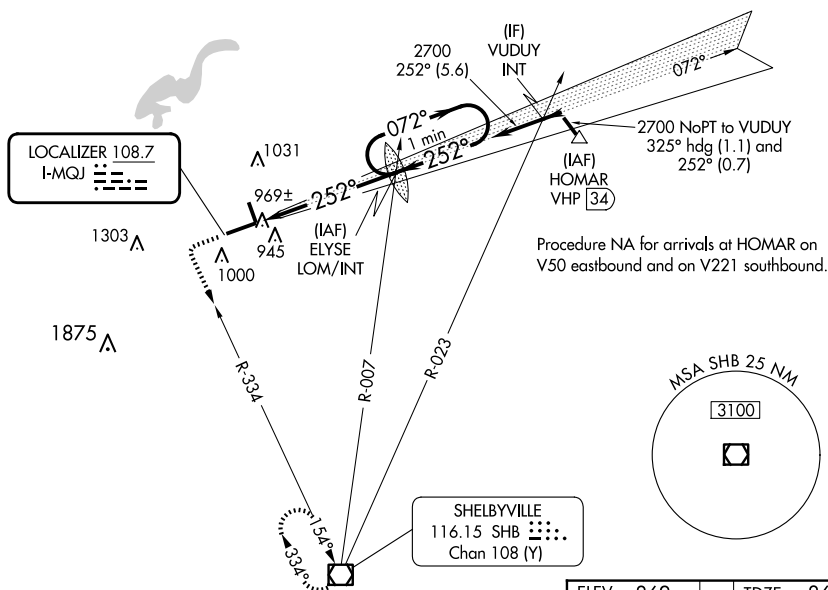 (IF)
VUDUY
INT
2700
252° (5.6)
072°
072°
1 min
252°
2700 NoPT to VUDUY
325° hdg (1.1) and
252° (0.7)
(IAF)
HOMAR
VHP 34
LOCALIZER 108.7
I-MQJ
1031
969±
252°
945
(IAF)
ELYSE
LOM/INT
1303
1000
1875
Procedure NA for arrivals at HOMAR on
V50 eastbound and on V221 southbound.
R-334
R-007
R-023
MSA SHB 25 NM
3100
SHELBYVILLE
116.15 SHB
Chan 108 (Y)
154°
334°